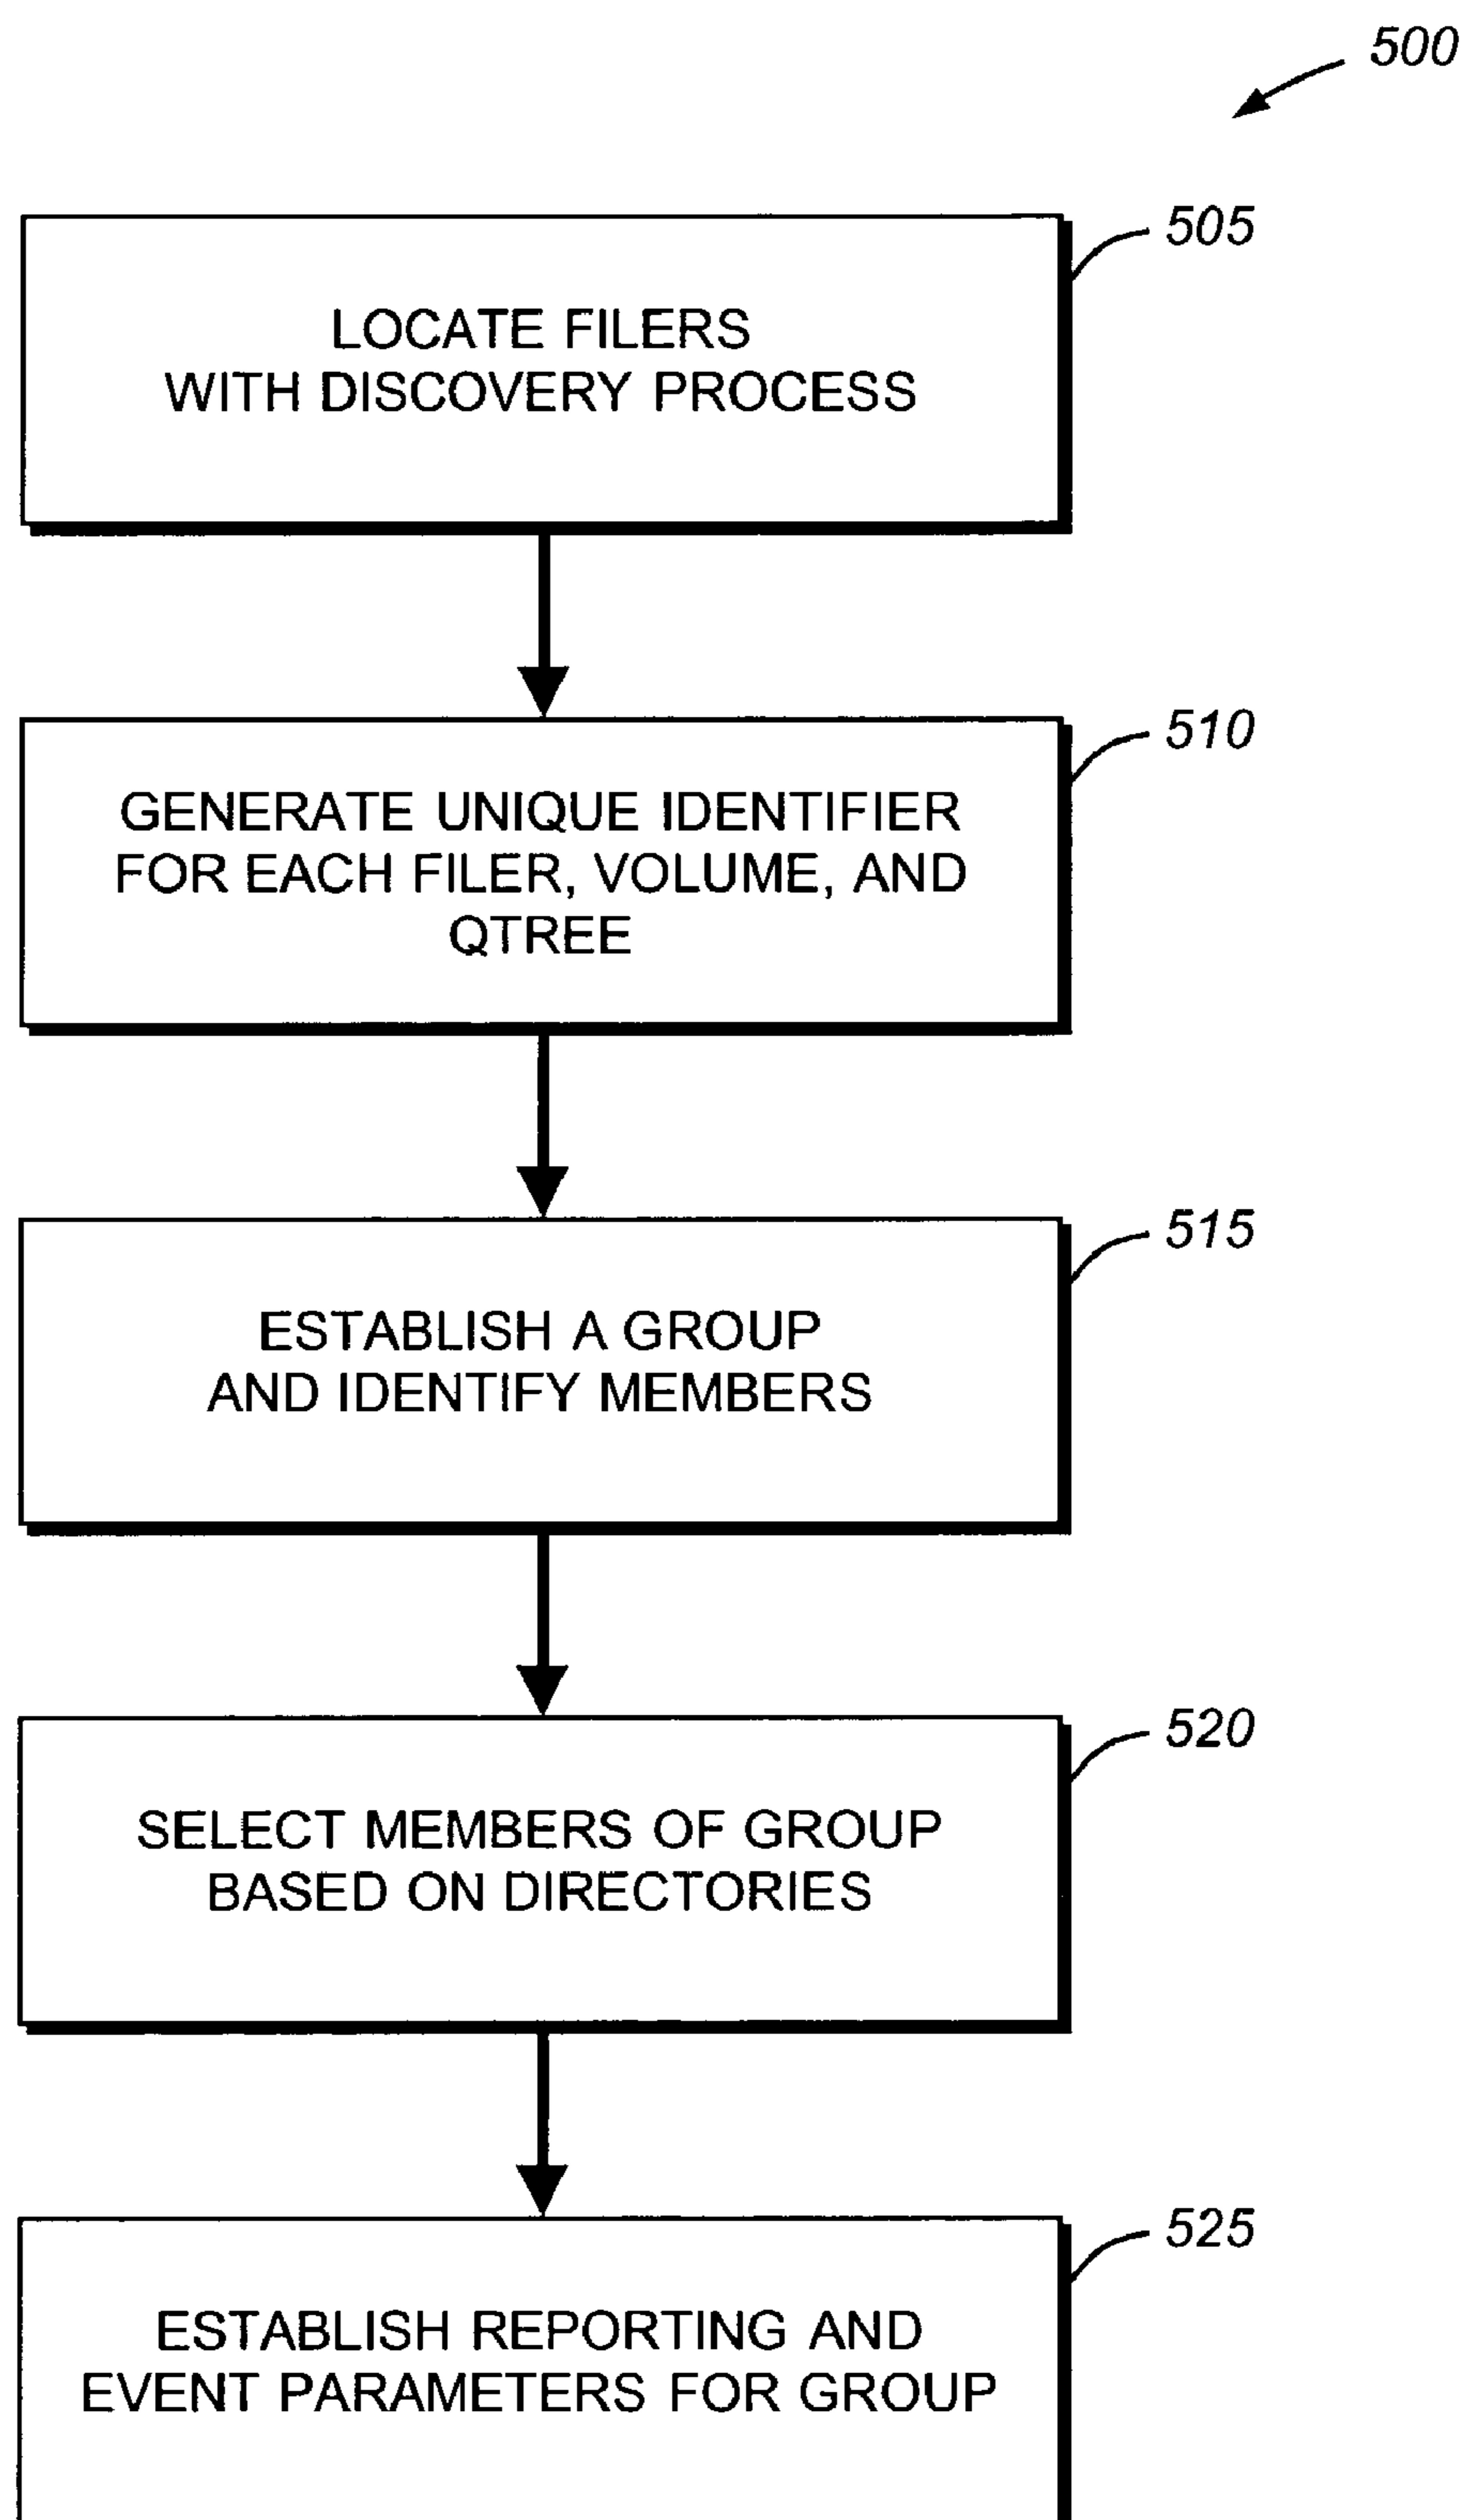 500
505
LOCATE FILERS
WITH DISCOVERY PROCESS
510
GENERATE UNIQUE IDENTIFIER
FOR EACH FILER, VOLUME, AND
QTREE
515
ESTABLISH A GROUP
AND IDENTIFY MEMBERS
520
SELECT MEMBERS OF GROUP
BASED ON DIRECTORIES
525
ESTABLISH REPORTING AND
EVENT PARAMETERS FOR GROUP